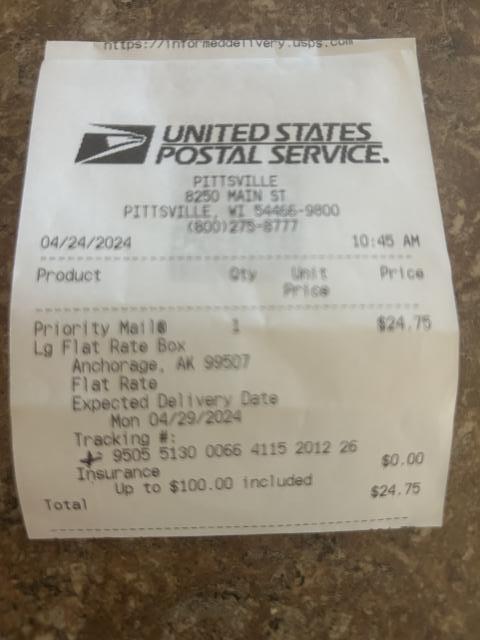 https://informeddelivery.usps.com
UNITED STATES
POSTAL SERVICE.
PITTSVILLE
8250 MAIN ST
PITTSVILLE, WI 54466-9800
(800)275-8777
04/24/2024 10:45 AM
Product Qty Unit Price
Price
Priority Mail® 1 $24.75
Lg Flat Rate Box
Anchorage, AK 99507
Flat Rate
Expected Delivery Date
Mon 04/29/2024
Tracking #:
9505 5130 0066 4115 2012 26
Insurance $0.00
Up to $100.00 included
Total $24.75